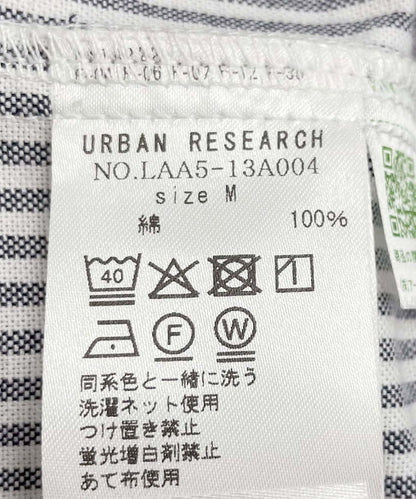 URBAN RESEARCH
NO.LAA5-13A004
size M
綿 100%
40
F W
同系色と一緒に洗う
洗濯ネット使用
つけ置き禁止
蛍光増白剤禁止
あて布使用